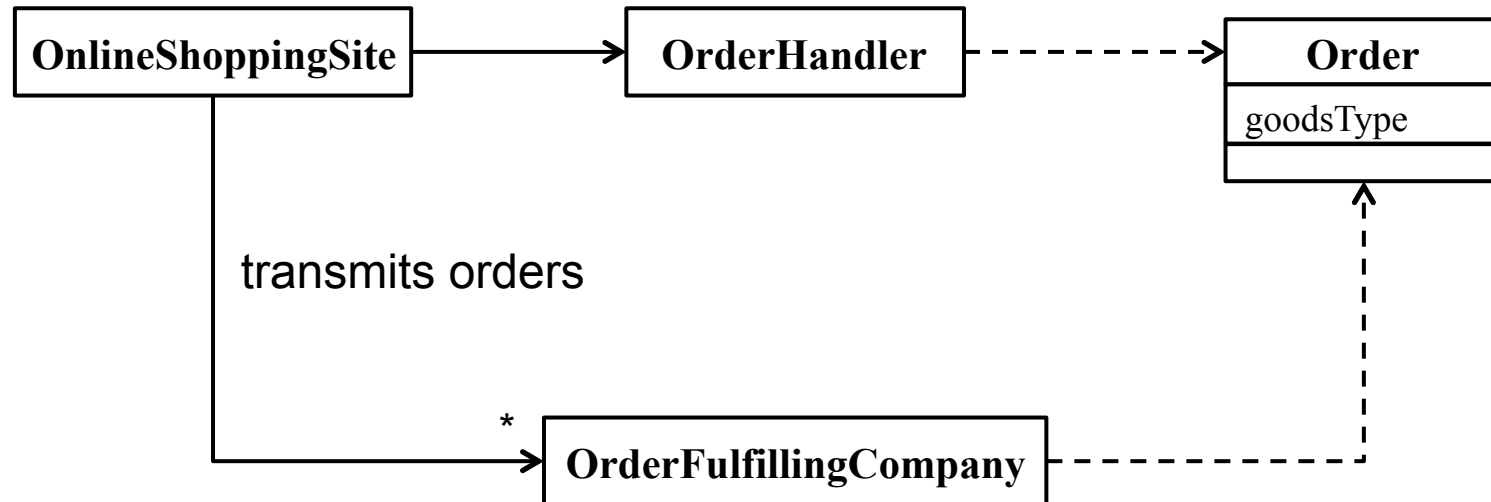 OnlineShoppingSite
OrderHandler
Order
goodsType
transmits orders
*
OrderFulfillingCompany